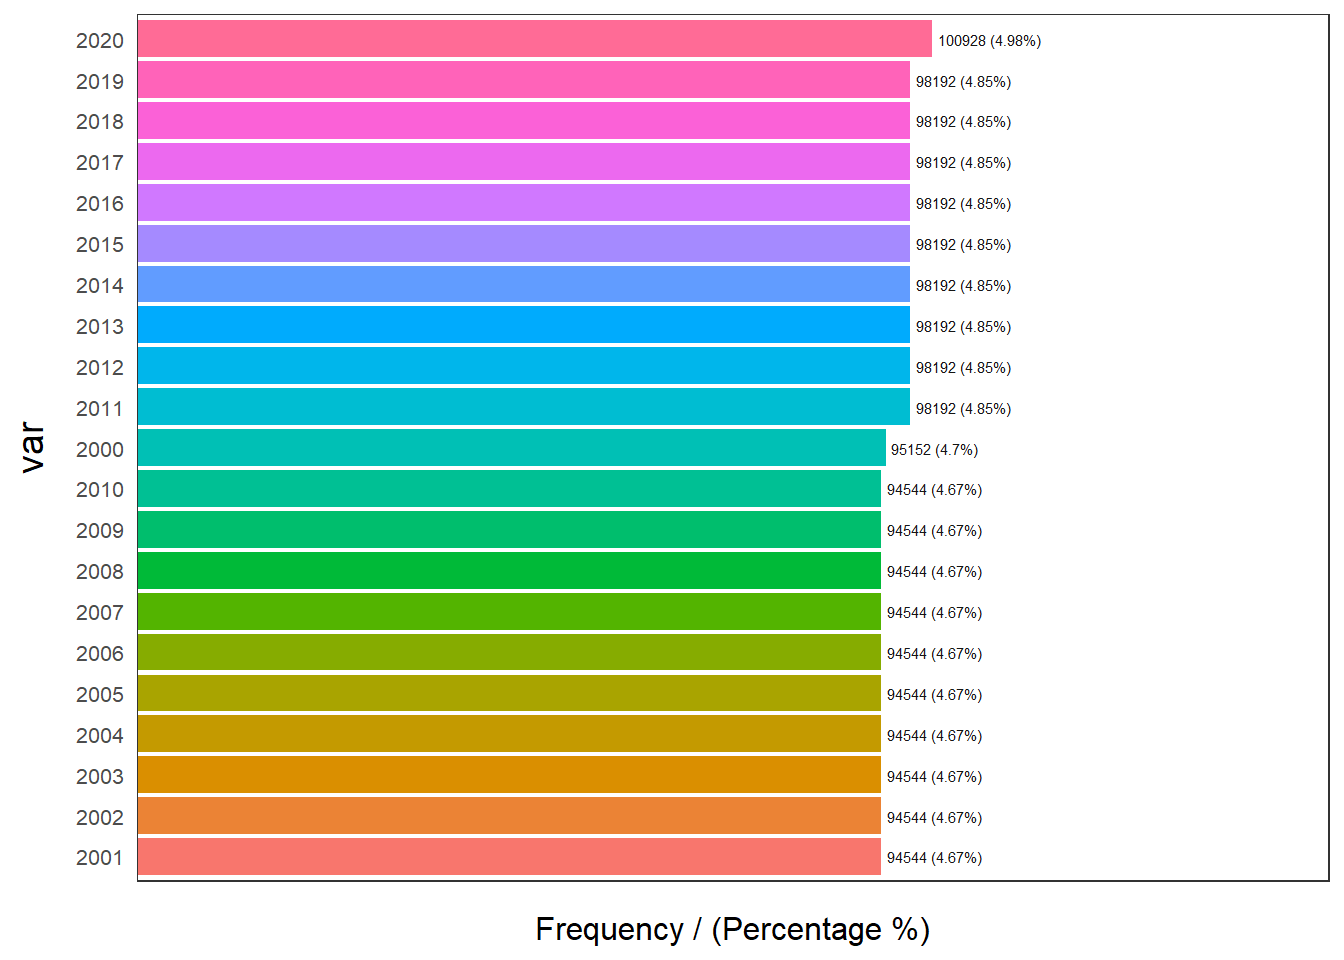 2020 100928 (4.98%)
2019 98192 (4.85%)
2018 98192 (4.85%)
2017 98192 (4.85%)
2016 98192 (4.85%)
2015 98192 (4.85%)
2014 98192 (4.85%)
2013 98192 (4.85%)
2012 98192 (4.85%)
2011 98192 (4.85%)
2000 95152 (4.7%)
2010 94544 (4.67%)
2009 94544 (4.67%)
2008 94544 (4.67%)
2007 94544 (4.67%)
2006 94544 (4.67%)
2005 94544 (4.67%)
2004 94544 (4.67%)
2003 94544 (4.67%)
2002 94544 (4.67%)
2001 94544 (4.67%)
var
Frequency / (Percentage %)